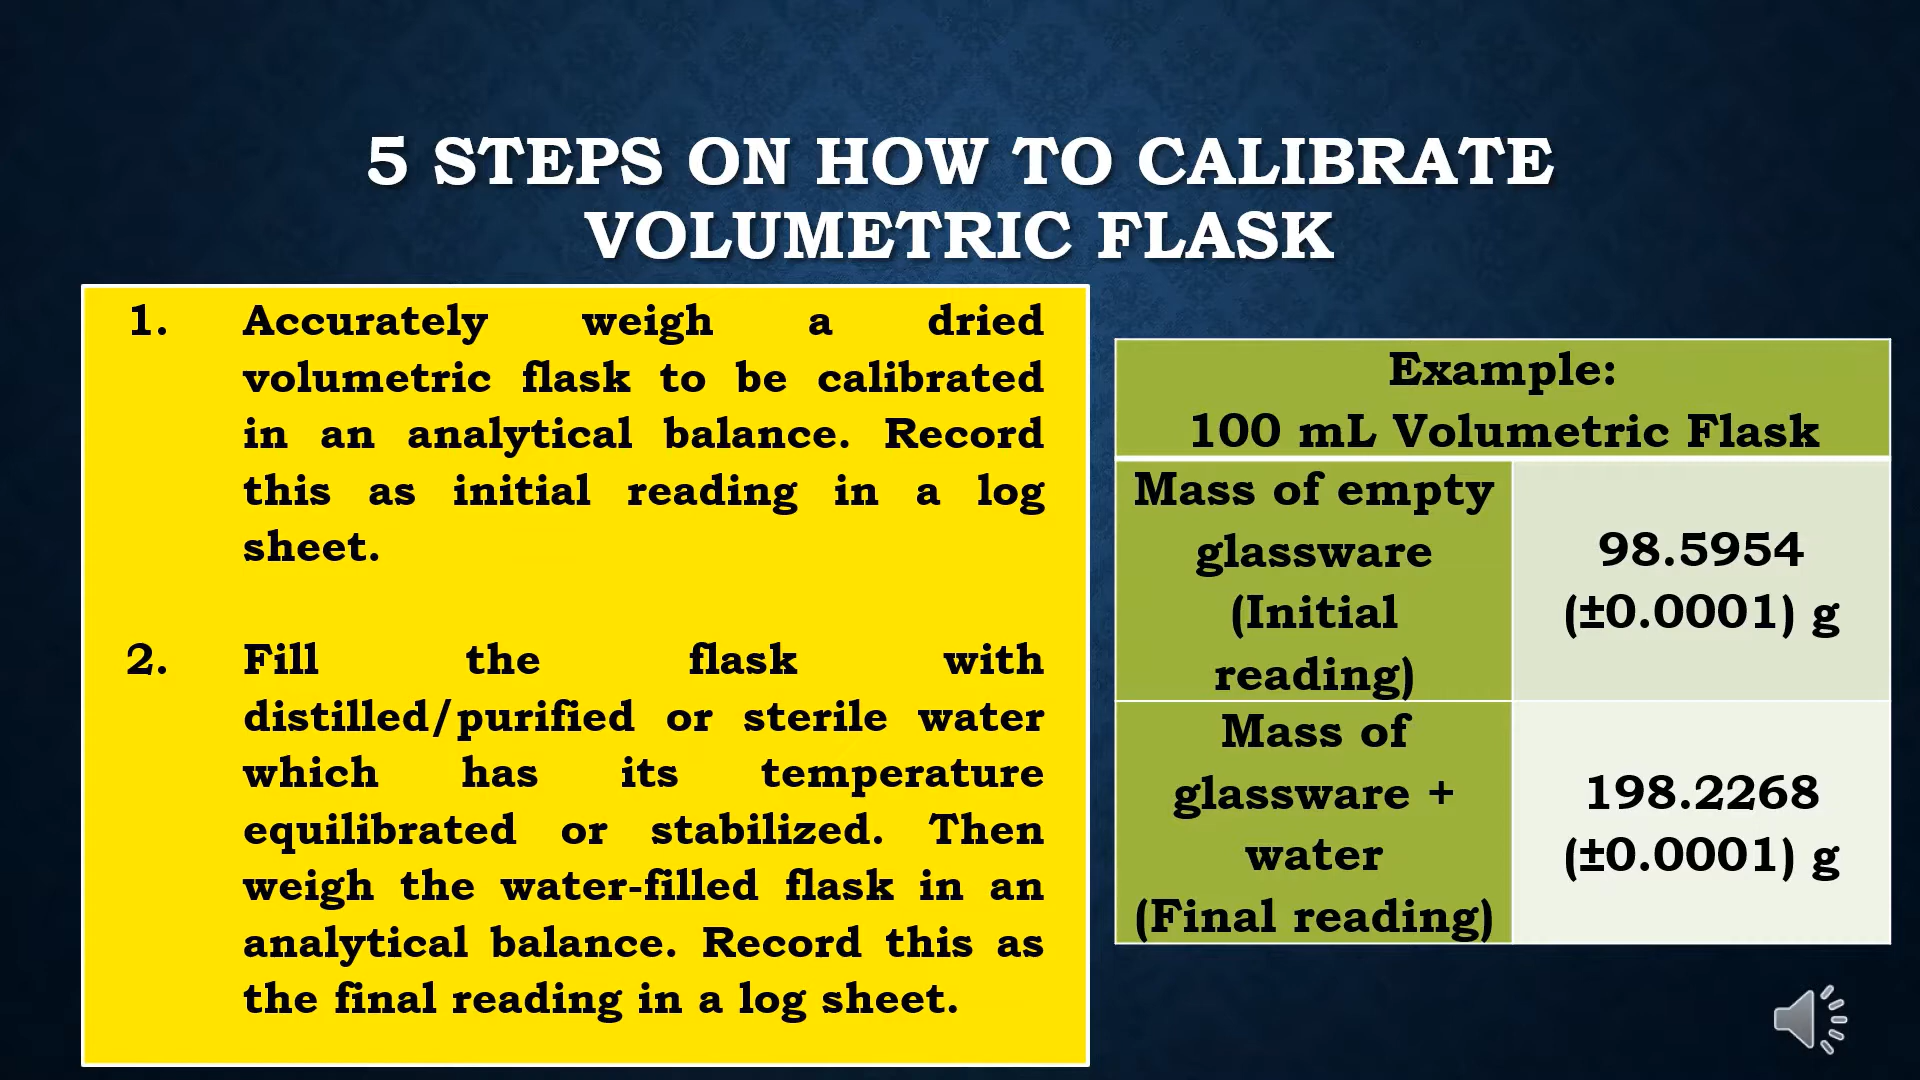 5 STEPS ON HOW TO CALIBRATE
VOLUMETRIC FLASK
1. Accurately weigh a dried
volumetric flask to be calibrated
in an analytical balance. Record
this as initial reading in a log
sheet.
2. Fill the flask with
distilled/purified or sterile water
which has its temperature
equilibrated or stabilized. Then
weigh the water-filled flask in an
analytical balance. Record this as
the final reading in a log sheet.
Example:
100 mL Volumetric Flask
Mass of empty
glassware
(Initial
reading)
98.5954
(±0.0001) g
Mass of
glassware +
water
(Final reading)
198.2268
(±0.0001) g